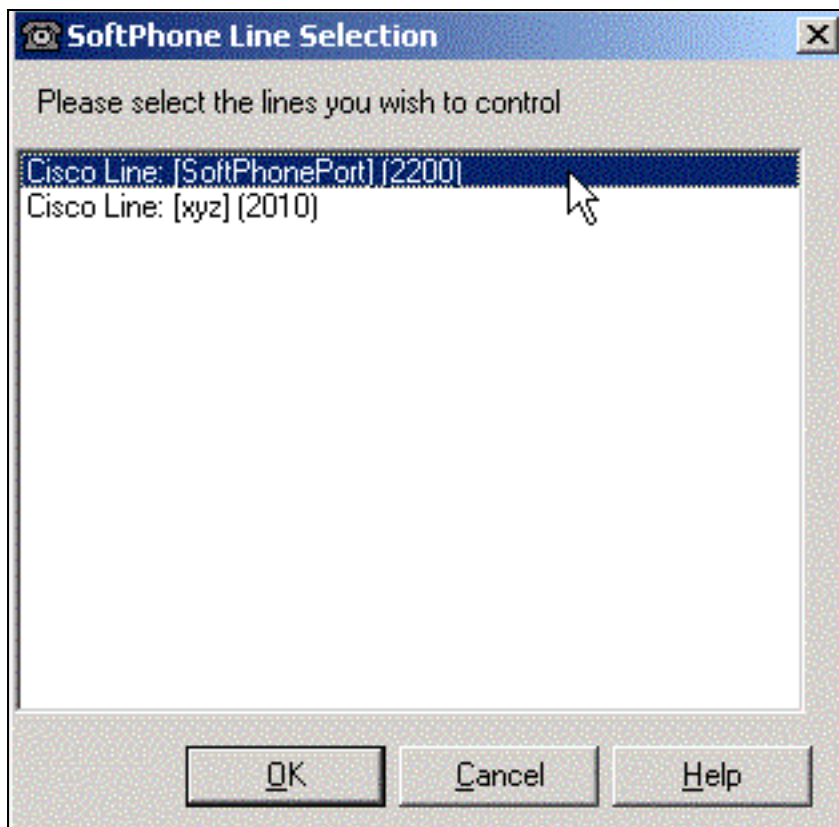 SoftPhone Line Selection
Please select the lines you wish to control
Cisco Line: [SoftPhonePort] (2200)
Cisco Line: [xyz] (2010)
OK
Cancel
Help